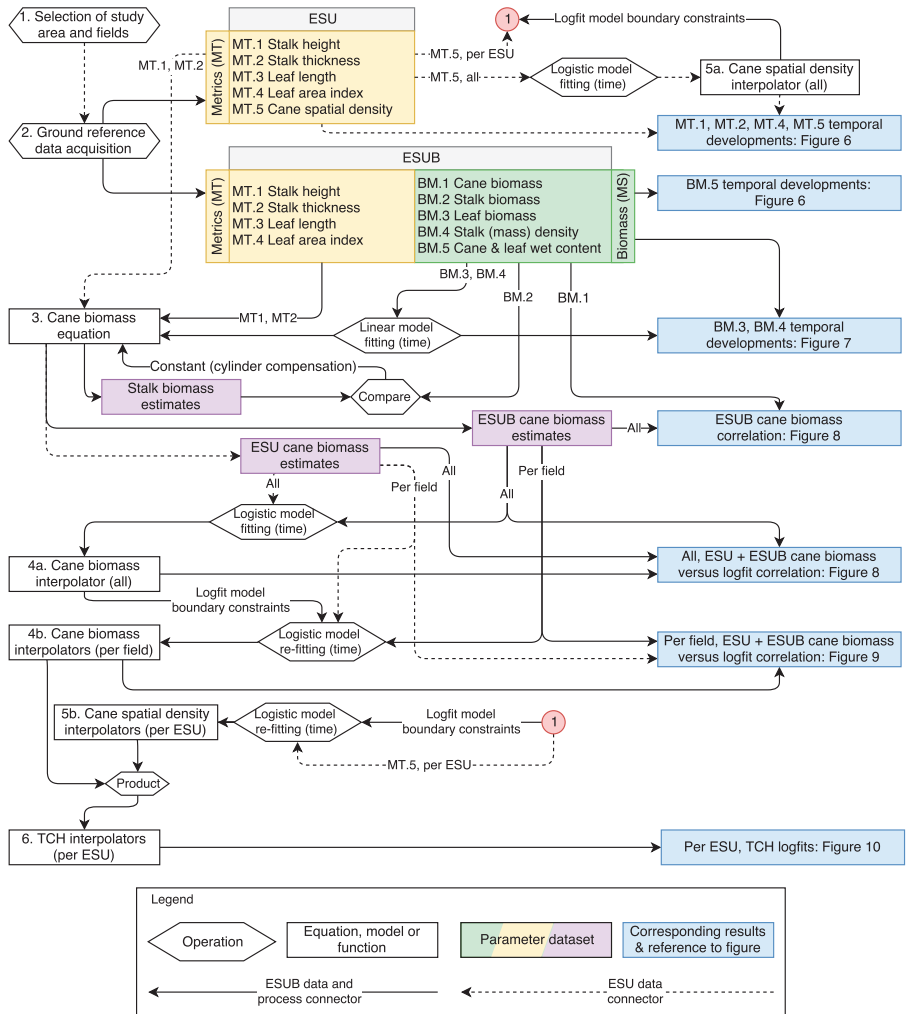 1. Selection of study
area and fields
ESU
Metrics (MT)
MT.1 Stalk height
MT.2 Stalk thickness
MT.3 Leaf length
MT.4 Leaf area index
MT.5 Cane spatial density
MT.1, MT.2
MT.5, per ESU
MT.5, all
1
Logfit model boundary constraints
Logistic model
fitting (time)
5a. Cane spatial density
interpolator (all)
MT.1, MT.2, MT.4, MT.5 temporal
developments: Figure 6
2. Ground reference
data acquisition
ESUB
Metrics (MT)
MT.1 Stalk height
MT.2 Stalk thickness
MT.3 Leaf length
MT.4 Leaf area index
BM.1 Cane biomass
BM.2 Stalk biomass
BM.3 Leaf biomass
BM.4 Stalk (mass) density
BM.5 Cane & leaf wet content
Biomass (MS)
BM.5 temporal developments:
Figure 6
BM.3, BM.4
BM.2
BM.1
3. Cane biomass
equation
MT1, MT2
Linear model
fitting (time)
BM.3, BM.4 temporal
developments: Figure 7
Constant (cylinder compensation)
Stalk biomass
estimates
Compare
ESUB cane biomass
estimates
All
ESUB cane biomass
correlation: Figure 8
ESU cane biomass
estimates
All
Per field
All
All
Per field
Logistic model
fitting (time)
4a. Cane biomass
interpolator (all)
All, ESU + ESUB cane biomass
versus logfit correlation: Figure 8
Logfit model
boundary constraints
4b. Cane biomass
interpolators (per field)
Logistic model
re-fitting (time)
Per field, ESU + ESUB cane biomass
versus logfit correlation: Figure 9
5b. Cane spatial density
interpolators (per ESU)
Logistic model
re-fitting (time)
Logfit model
boundary constraints
1
MT.5, per ESU
Product
6. TCH interpolators
(per ESU)
Per ESU, TCH logfits: Figure 10
Legend
Operation
Equation, model or
function
Parameter dataset
Corresponding results
& reference to figure
ESUB data and
process connector
ESU data
connector